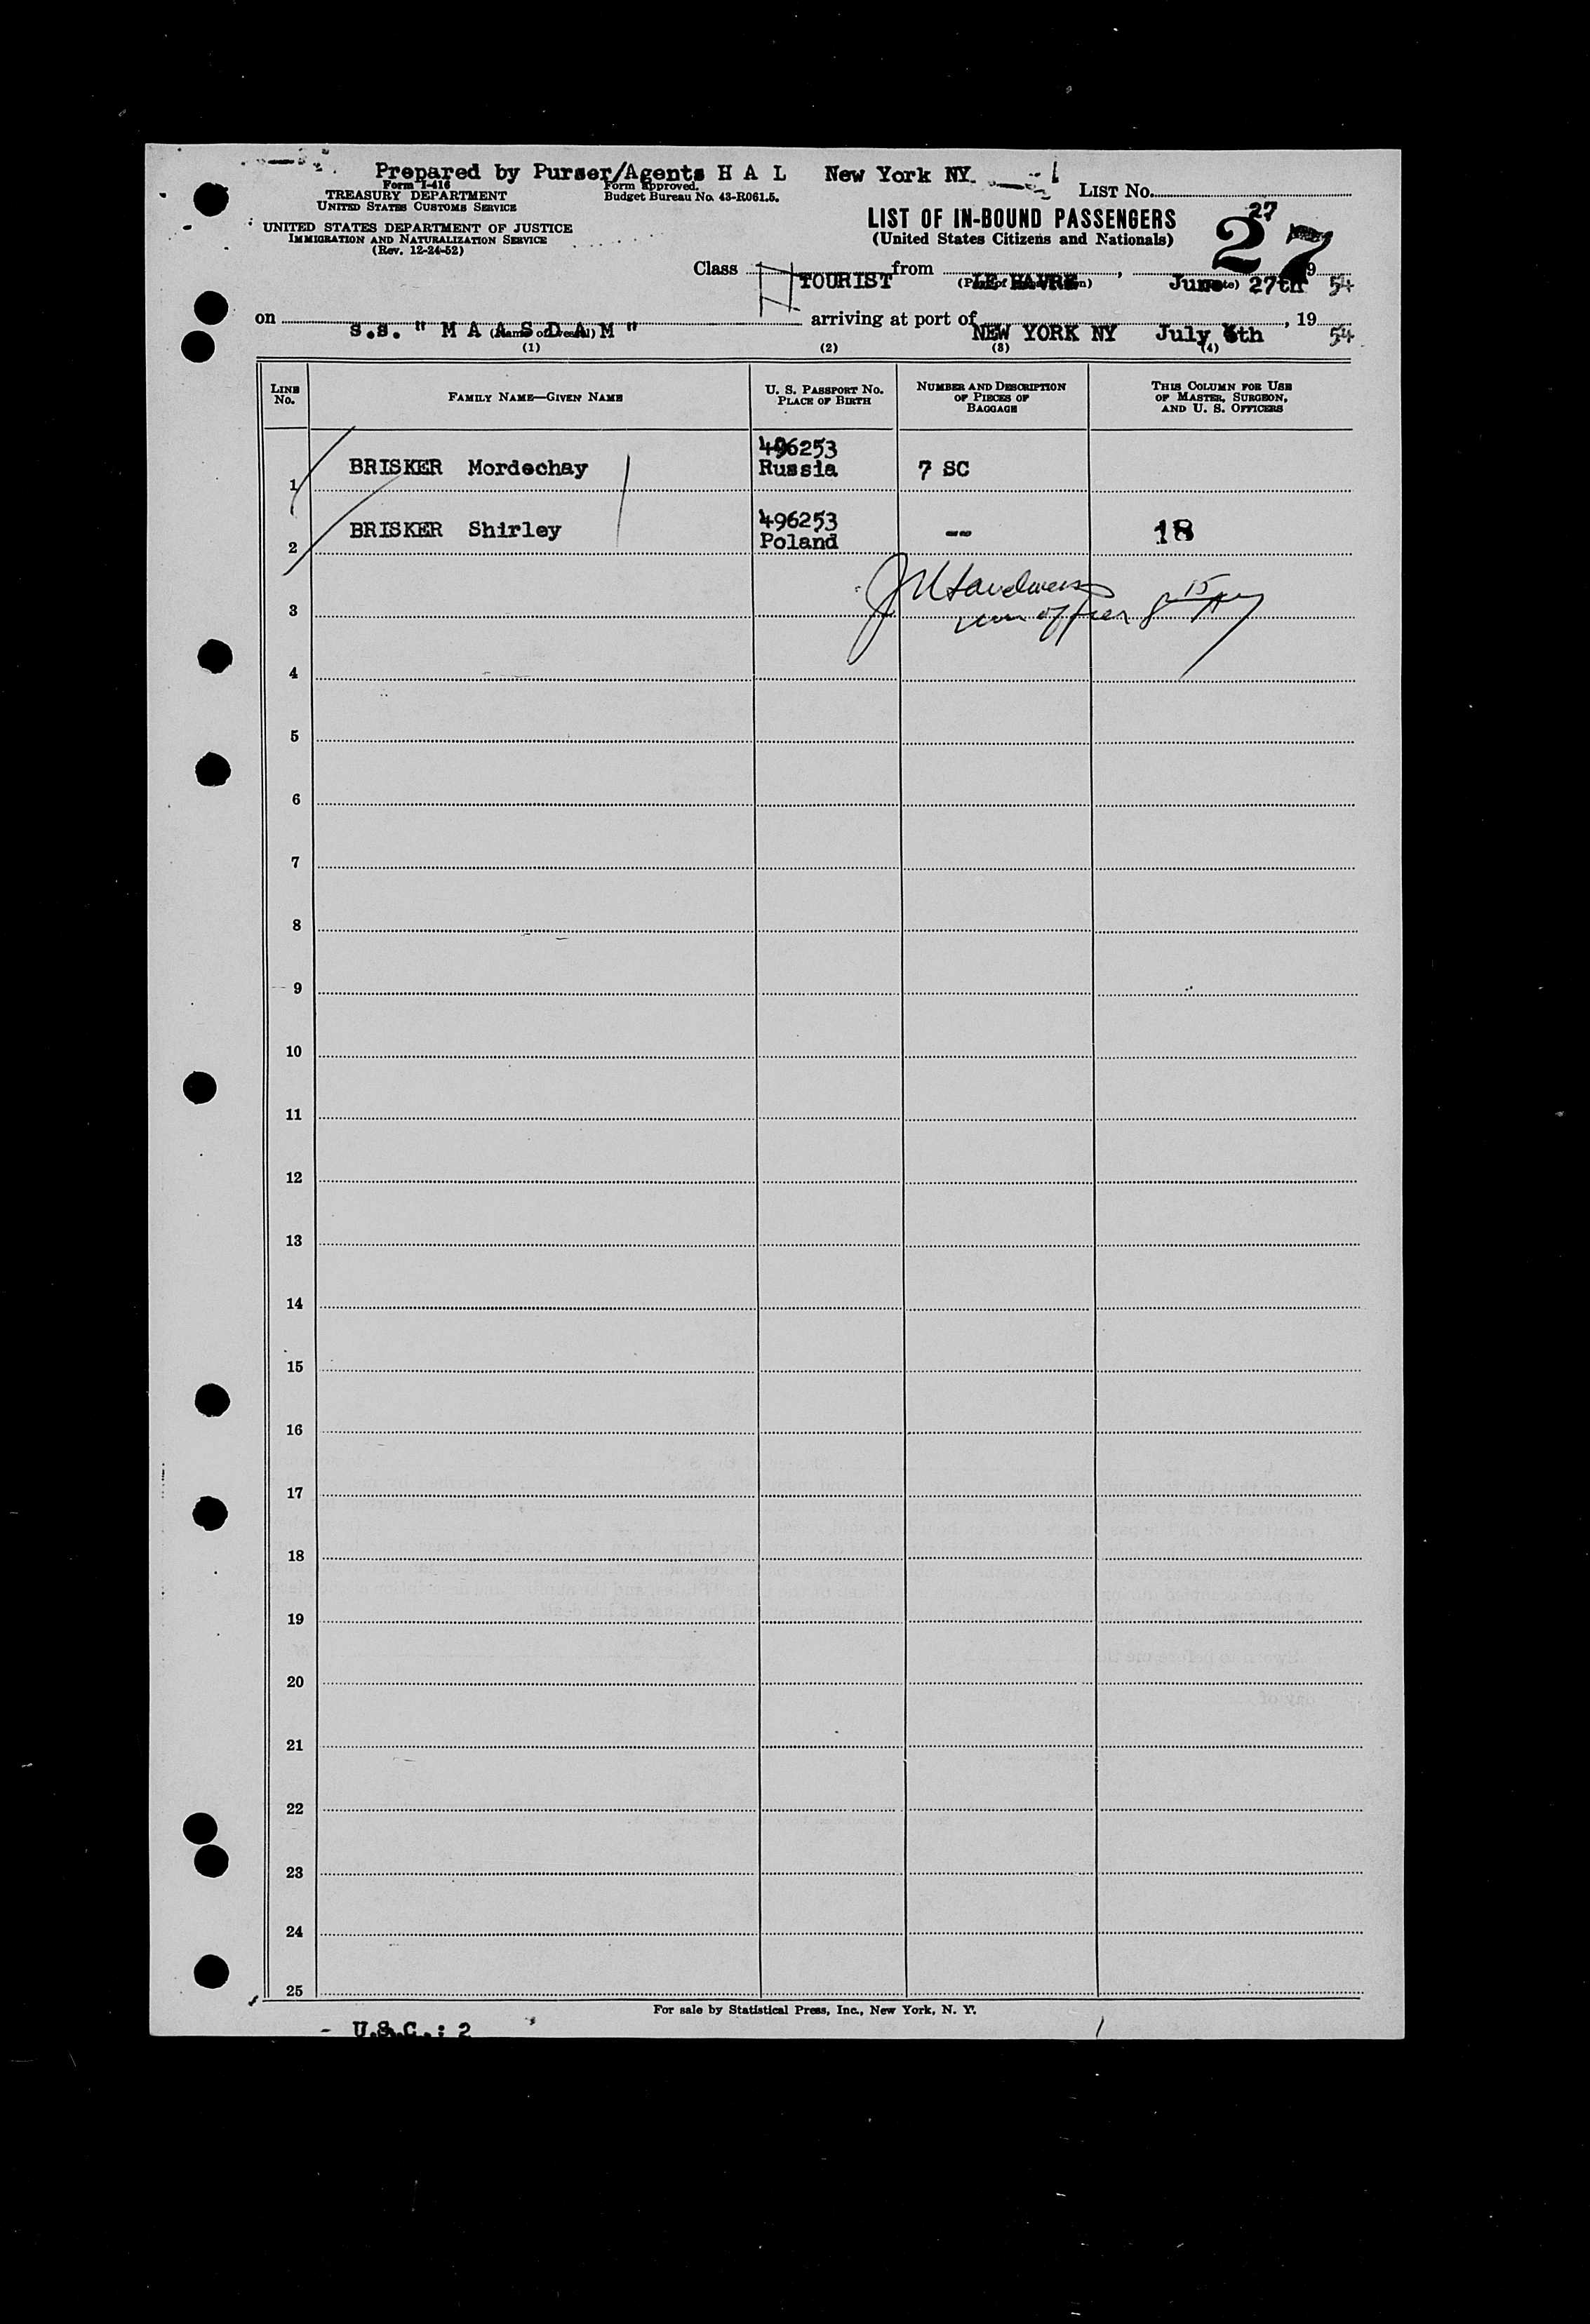 Prepared by Purser/Agents H A L New York NY.
Form I-416
TREASURY DEPARTMENT
UNITED STATES CUSTOMS SERVICE
Form approved.
Budget Bureau No. 43-R061.5.
LIST No.
UNITED STATES DEPARTMENT OF JUSTICE
IMMIGRATION AND NATURALIZATION SERVICE
(Rev. 12-24-52)
LIST OF IN-BOUND PASSENGERS
(United States Citizens and Nationals)
27
27
Class TOURIST from LE HAVRE, June 27th 54
on s.s. " M A A S D A M " arriving at port of NEW YORK NY July th, 19 54
(1) (2) (3) (4)
LINE No.
FAMILY NAME—GIVEN NAME
U. S. PASSPORT No. PLACE OF BIRTH
NUMBER AND DESCRIPTION OF PIECES OF BAGGAGE
THIS COLUMN FOR USE OF MASTER, SURGEON, AND U. S. OFFICERS
496253
1 BRISKER Mordechay Russia 7 SC
496253
2 BRISKER Shirley Poland -- 18
officer
3
4
5
6
7
8
9
10
11
12
13
14
15
16
17
18
19
20
21
22
23
24
25
For sale by Statistical Press, Inc., New York, N. Y.
- U.S.C.: 2